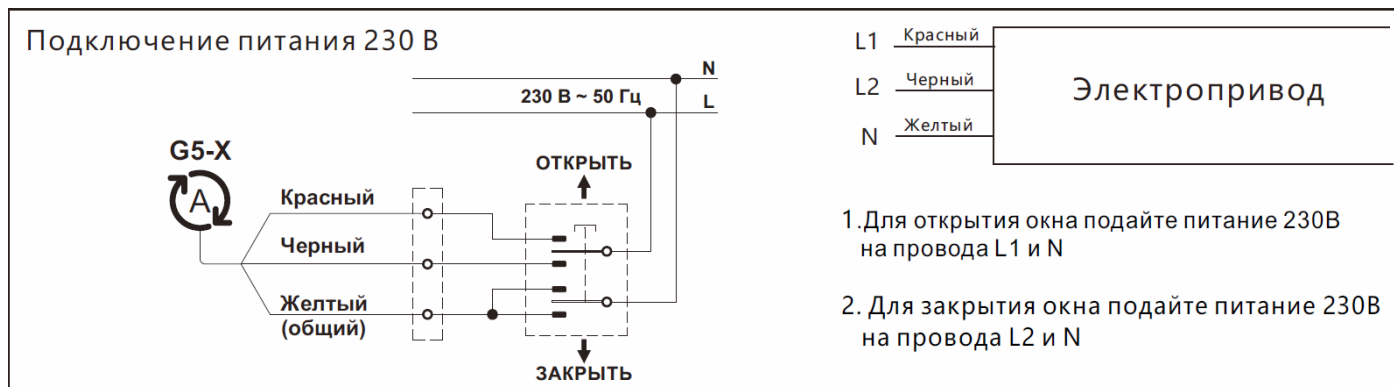 Подключение питания 230 В
N
230 В ~ 50 Гц
L
G5-X
A
ОТКРЫТЬ
Красный
Черный
Желтый
(общий)
ЗАКРЫТЬ
L1 Красный
L2 Черный
N Желтый
Электропривод
1.Для открытия окна подайте питание 230В
на провода L1 и N
2. Для закрытия окна подайте питание 230В
на провода L2 и N